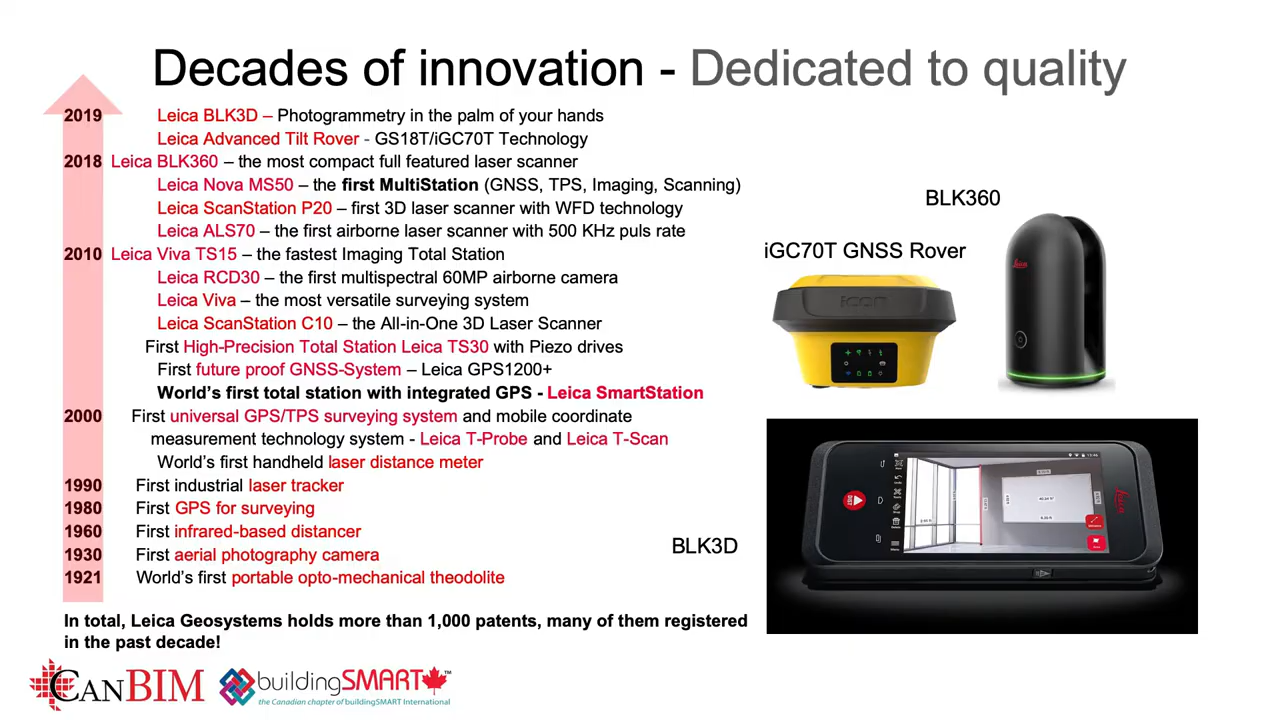 Decades of innovation - Dedicated to quality
2019 Leica BLK3D – Photogrammetry in the palm of your hands
Leica Advanced Tilt Rover - GS18T/iGC70T Technology
2018 Leica BLK360 – the most compact full featured laser scanner
Leica Nova MS50 – the first MultiStation (GNSS, TPS, Imaging, Scanning)
Leica ScanStation P20 – first 3D laser scanner with WFD technology
Leica ALS70 – the first airborne laser scanner with 500 KHz puls rate
2010 Leica Viva TS15 – the fastest Imaging Total Station
Leica RCD30 – the first multispectral 60MP airborne camera
Leica Viva – the most versatile surveying system
Leica ScanStation C10 – the All-in-One 3D Laser Scanner
First High-Precision Total Station Leica TS30 with Piezo drives
First future proof GNSS-System – Leica GPS1200+
World's first total station with integrated GPS - Leica SmartStation
2000 First universal GPS/TPS surveying system and mobile coordinate
measurement technology system - Leica T-Probe and Leica T-Scan
World's first handheld laser distance meter
1990 First industrial laser tracker
1980 First GPS for surveying
1960 First infrared-based distancer
1930 First aerial photography camera
1921 World's first portable opto-mechanical theodolite
In total, Leica Geosystems holds more than 1,000 patents, many of them registered
in the past decade!
BLK360
Leica
iGC70T GNSS Rover
icon
BLK3D
Leica
CANBIM
buildingSMART™
the Canadian chapter of buildingSMART International